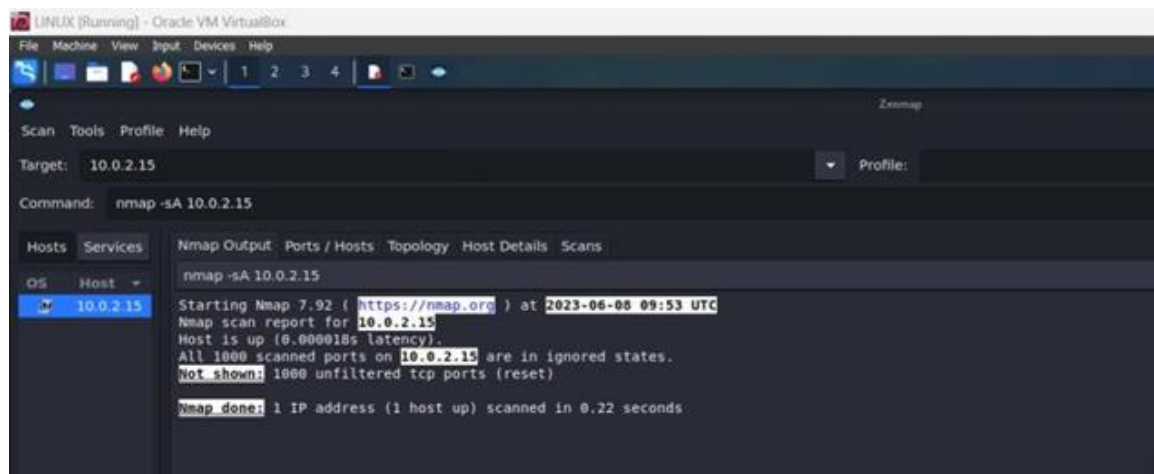 LINUX [Running] - Oracle VM VirtualBox
File Machine View Input Devices Help
1 2 3 4
Zenmap
Scan Tools Profile Help
Target: 10.0.2.15 Profile:
Command: nmap -sA 10.0.2.15
Hosts Services Nmap Output Ports / Hosts Topology Host Details Scans
OS Host nmap -sA 10.0.2.15
10.0.2.15 Starting Nmap 7.92 ( https://nmap.org ) at 2023-06-08 09:53 UTC
Nmap scan report for 10.0.2.15
Host is up (0.000018s latency).
All 1000 scanned ports on 10.0.2.15 are in ignored states.
Not shown: 1000 unfiltered tcp ports (reset)
Nmap done: 1 IP address (1 host up) scanned in 0.22 seconds